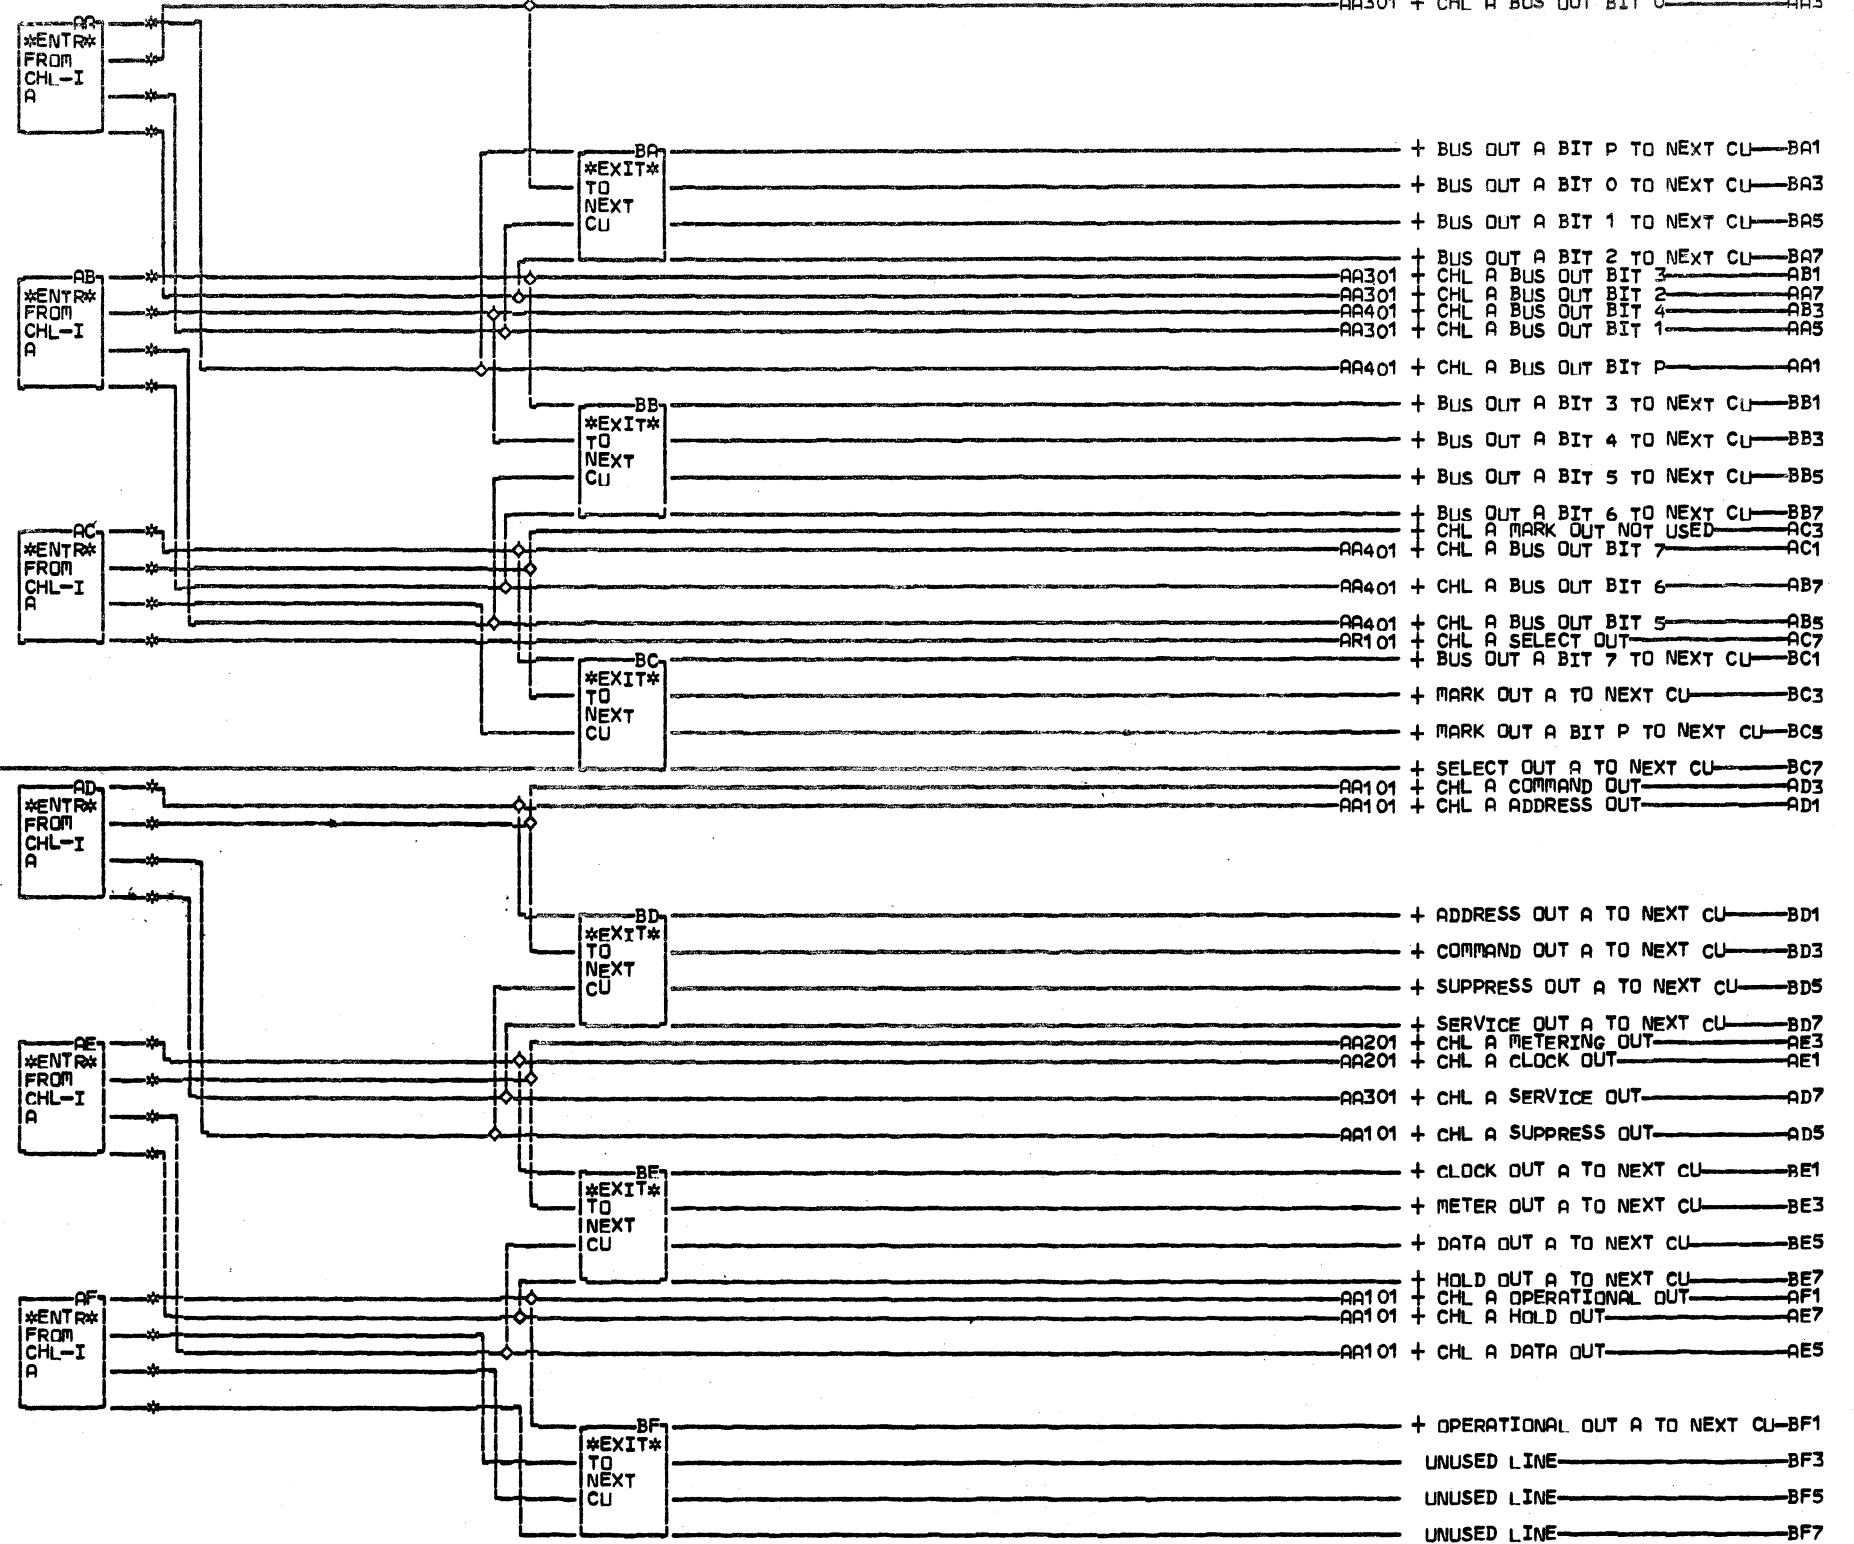 AA301 + CHL A BUS OUT BIT 0 AA3
AA
*ENTR*
FROM
CHL-I
A
BA
*EXIT*
TO
NEXT
CU
+ BUS OUT A BIT P TO NEXT CU BA1
+ BUS OUT A BIT 0 TO NEXT CU BA3
+ BUS OUT A BIT 1 TO NEXT CU BA5
+ BUS OUT A BIT 2 TO NEXT CU BA7
AB
*ENTR*
FROM
CHL-I
A
AA301 + CHL A BUS OUT BIT 3 AB1
AA301 + CHL A BUS OUT BIT 2 AA7
AA401 + CHL A BUS OUT BIT 4 AB3
AA301 + CHL A BUS OUT BIT 1 AA5
AA401 + CHL A BUS OUT BIT P AA1
BB
*EXIT*
TO
NEXT
CU
+ BUS OUT A BIT 3 TO NEXT CU BB1
+ BUS OUT A BIT 4 TO NEXT CU BB3
+ BUS OUT A BIT 5 TO NEXT CU BB5
+ BUS OUT A BIT 6 TO NEXT CU BB7
AC
*ENTR*
FROM
CHL-I
A
+ CHL A MARK OUT NOT USED AC3
AA401 + CHL A BUS OUT BIT 7 AC1
AA401 + CHL A BUS OUT BIT 6 AB7
AA401 + CHL A BUS OUT BIT 5 AB5
AR101 + CHL A SELECT OUT AC7
BC
*EXIT*
TO
NEXT
CU
+ BUS OUT A BIT 7 TO NEXT CU BC1
+ MARK OUT A TO NEXT CU BC3
+ MARK OUT A BIT P TO NEXT CU BC5
+ SELECT OUT A TO NEXT CU BC7
AD
*ENTR*
FROM
CHL-I
A
AA101 + CHL A COMMAND OUT AD3
AA101 + CHL A ADDRESS OUT AD1
BD
*EXIT*
TO
NEXT
CU
+ ADDRESS OUT A TO NEXT CU BD1
+ COMMAND OUT A TO NEXT CU BD3
+ SUPPRESS OUT A TO NEXT CU BD5
+ SERVICE OUT A TO NEXT CU BD7
AE
*ENTR*
FROM
CHL-I
A
AA201 + CHL A METERING OUT AE3
AA201 + CHL A CLOCK OUT AE1
AA301 + CHL A SERVICE OUT AD7
AA101 + CHL A SUPPRESS OUT AD5
BE
*EXIT*
TO
NEXT
CU
+ CLOCK OUT A TO NEXT CU BE1
+ METER OUT A TO NEXT CU BE3
+ DATA OUT A TO NEXT CU BE5
+ HOLD OUT A TO NEXT CU BE7
AF
*ENTR*
FROM
CHL-I
A
AA101 + CHL A OPERATIONAL OUT AF1
AA101 + CHL A HOLD OUT AE7
AA101 + CHL A DATA OUT AE5
BF
*EXIT*
TO
NEXT
CU
+ OPERATIONAL OUT A TO NEXT CU BF1
UNUSED LINE BF3
UNUSED LINE BF5
UNUSED LINE BF7